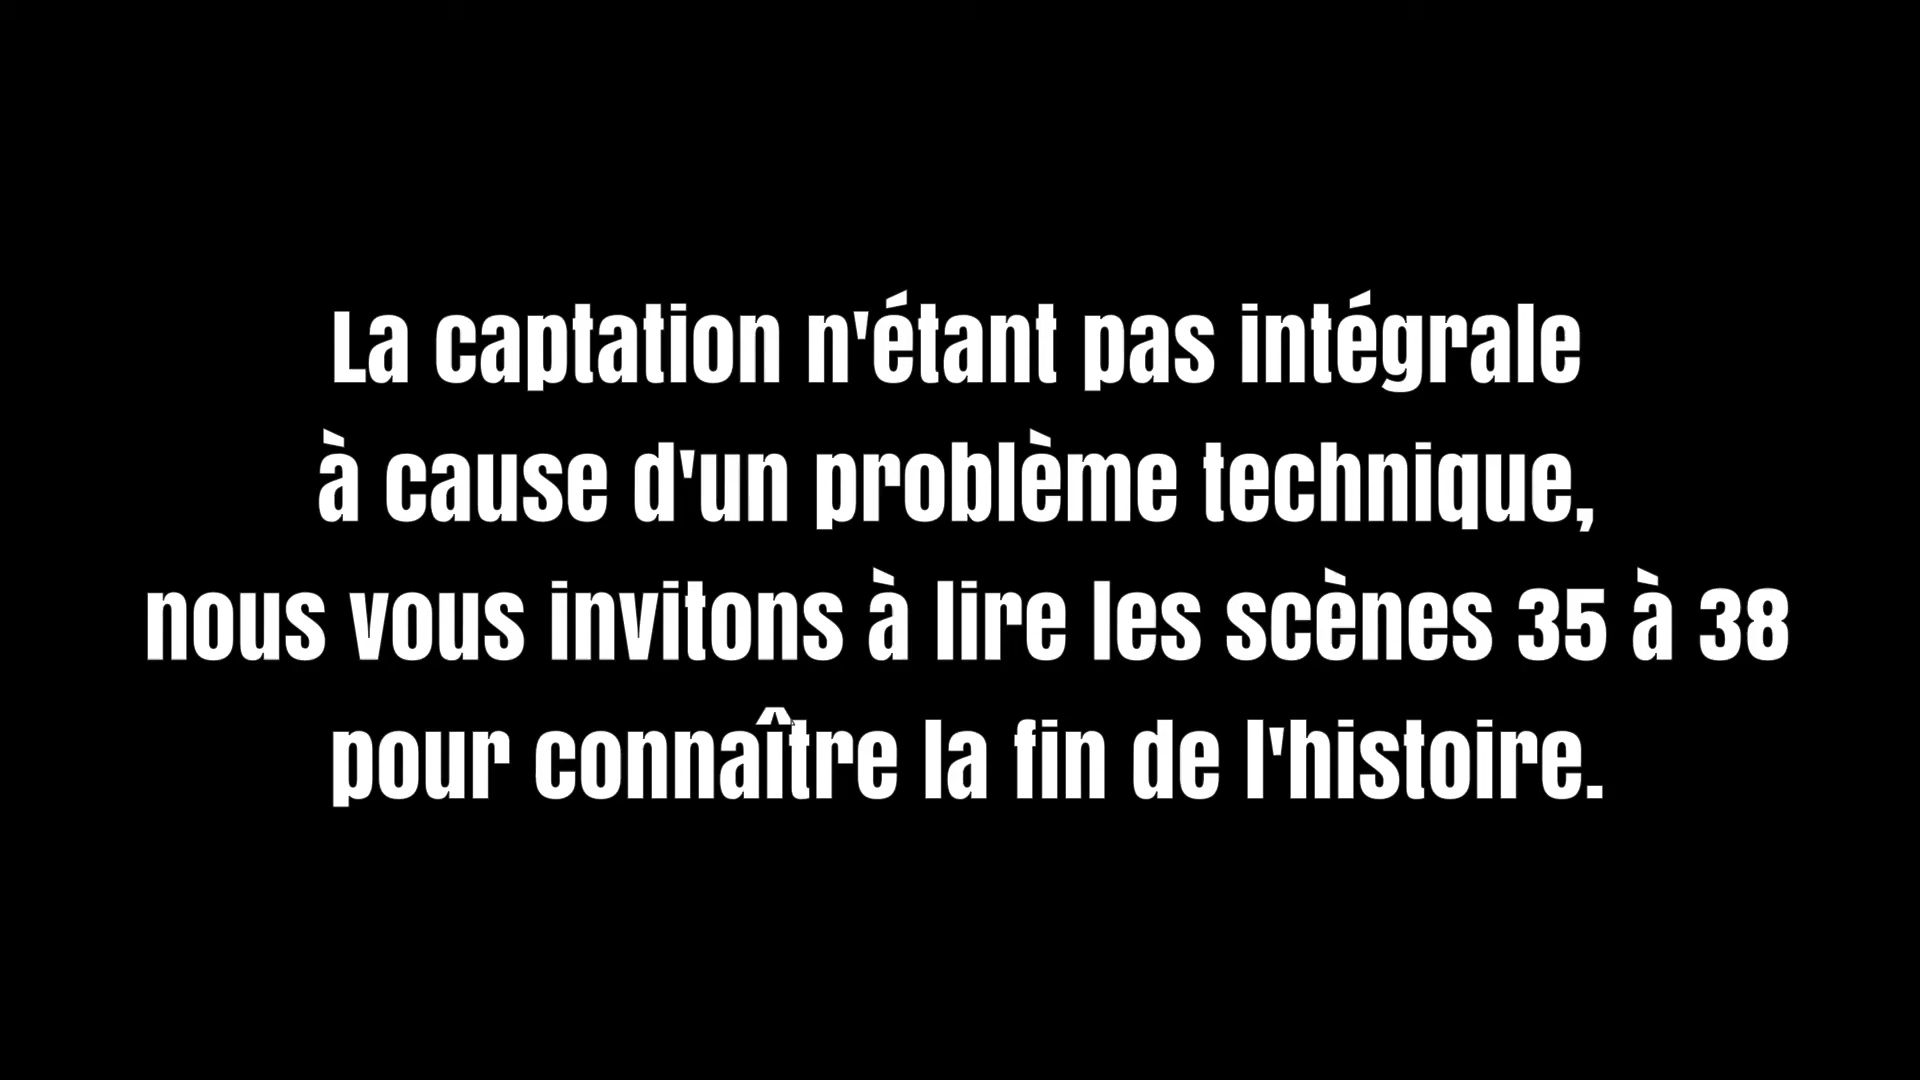 La captation n'étant pas intégrale
à cause d'un problème technique,
nous vous invitons à lire les scènes 35 à 38
pour connaître la fin de l'histoire.